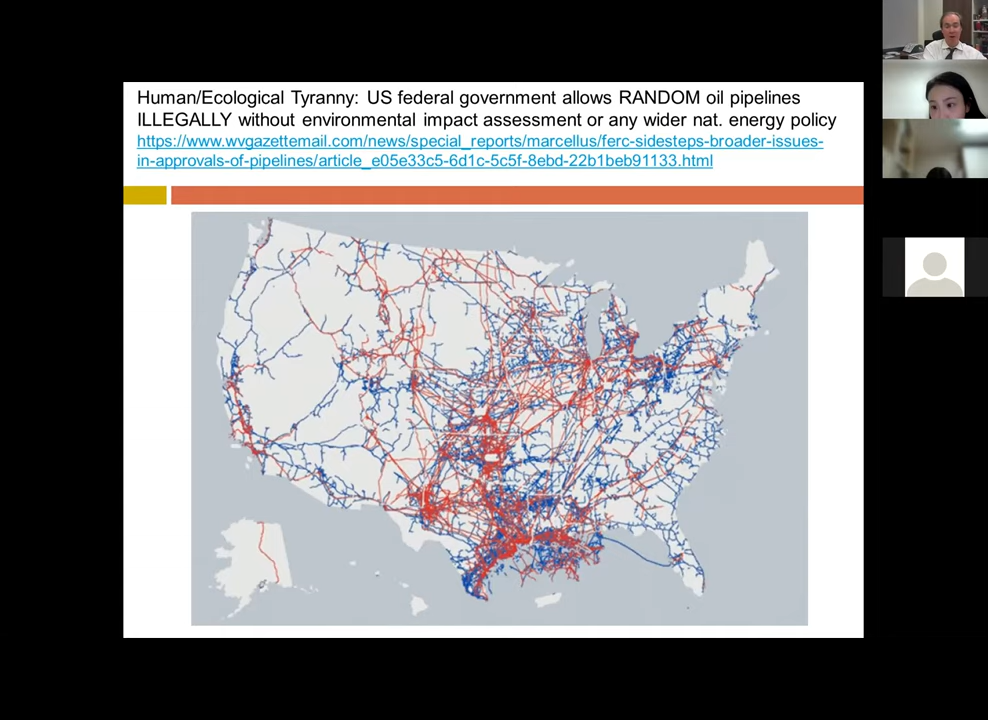 Human/Ecological Tyranny: US federal government allows RANDOM oil pipelines
ILLEGALLY without environmental impact assessment or any wider nat. energy policy
https://www.wvgazettemail.com/news/special_reports/marcellus/ferc-sidesteps-broader-issues-
in-approvals-of-pipelines/article_e05e33c5-6d1c-5c5f-8ebd-22b1beb91133.html